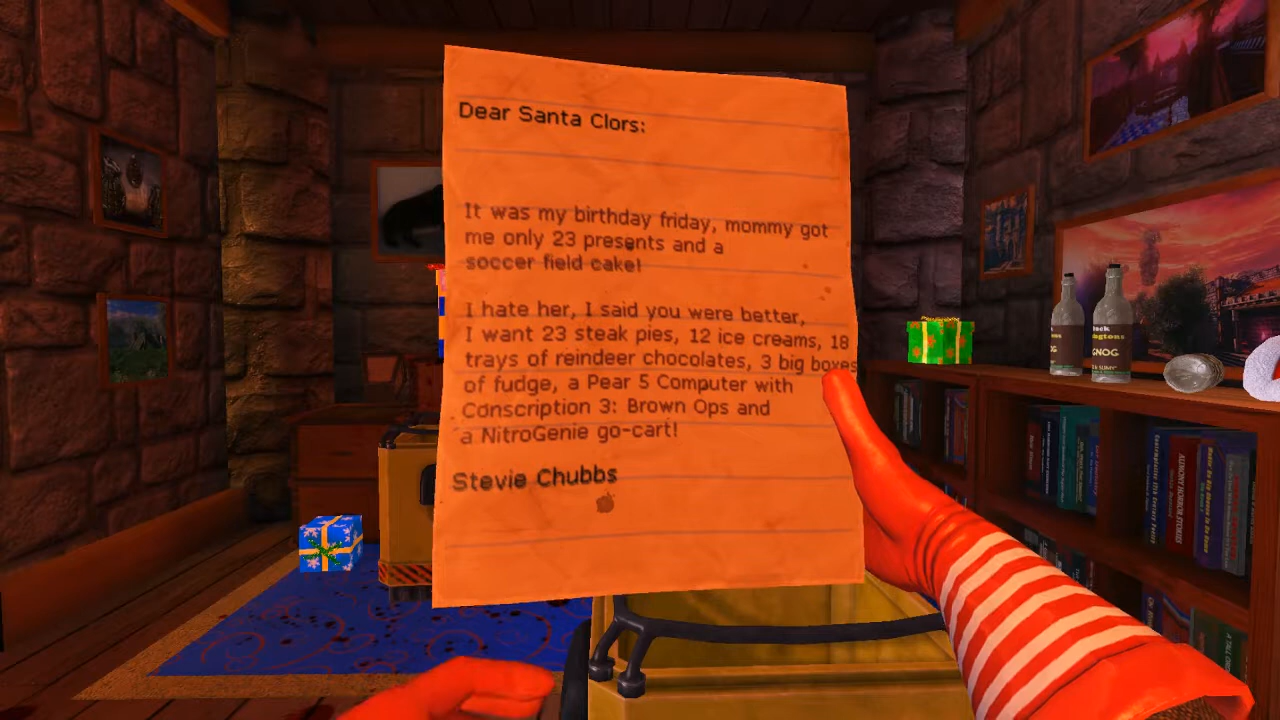 Dear Santa Clors:
It was my birthday friday, mommy got
me only 23 presents and a
soccer field cake!
I hate her, I said you were better,
I want 23 steak pies, 12 ice creams, 18
trays of reindeer chocolates, 3 big boxes
of fudge, a Pear 5 Computer with
Conscription 3: Brown Ops and
a NitroGenie go-cart!
Stevie Chubbs
GNOG
GNOG